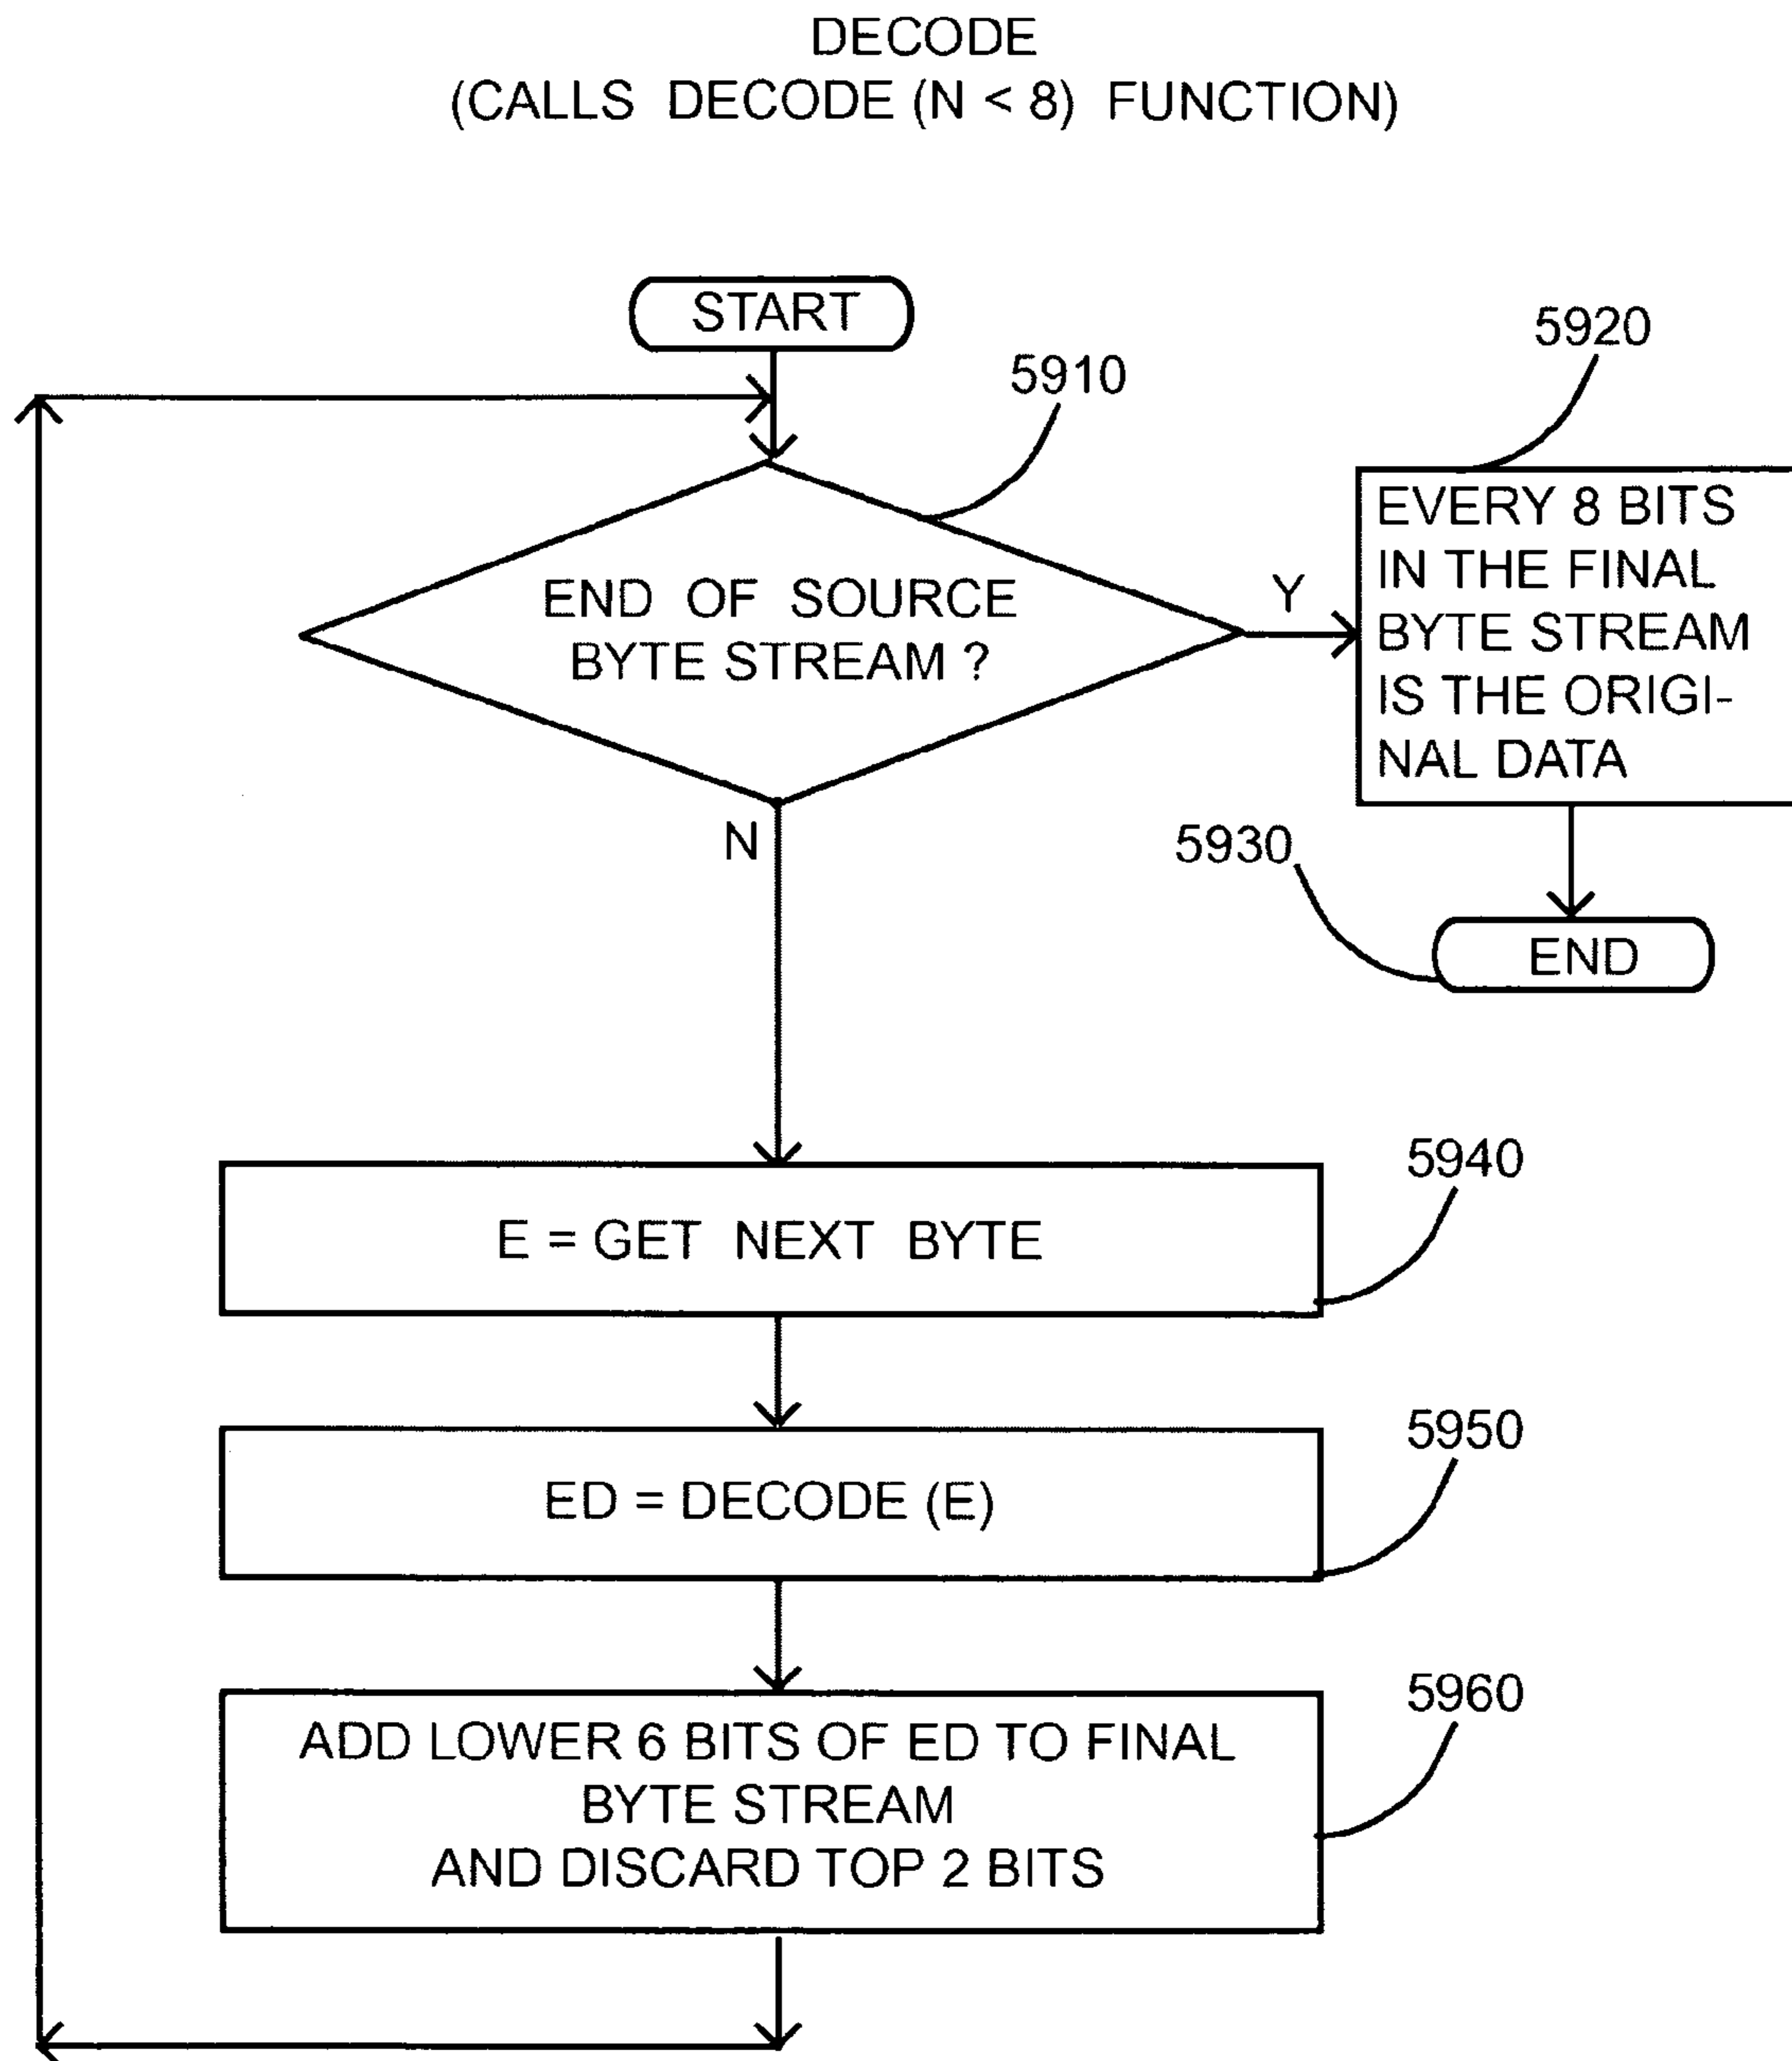 DECODE
(CALLS DECODE (N < 8) FUNCTION)
START
5910
5920
END OF SOURCE
BYTE STREAM ?
Y
EVERY 8 BITS
IN THE FINAL
BYTE STREAM
IS THE ORIGI-
NAL DATA
N
5930
END
5940
E = GET NEXT BYTE
5950
ED = DECODE (E)
5960
ADD LOWER 6 BITS OF ED TO FINAL
BYTE STREAM
AND DISCARD TOP 2 BITS